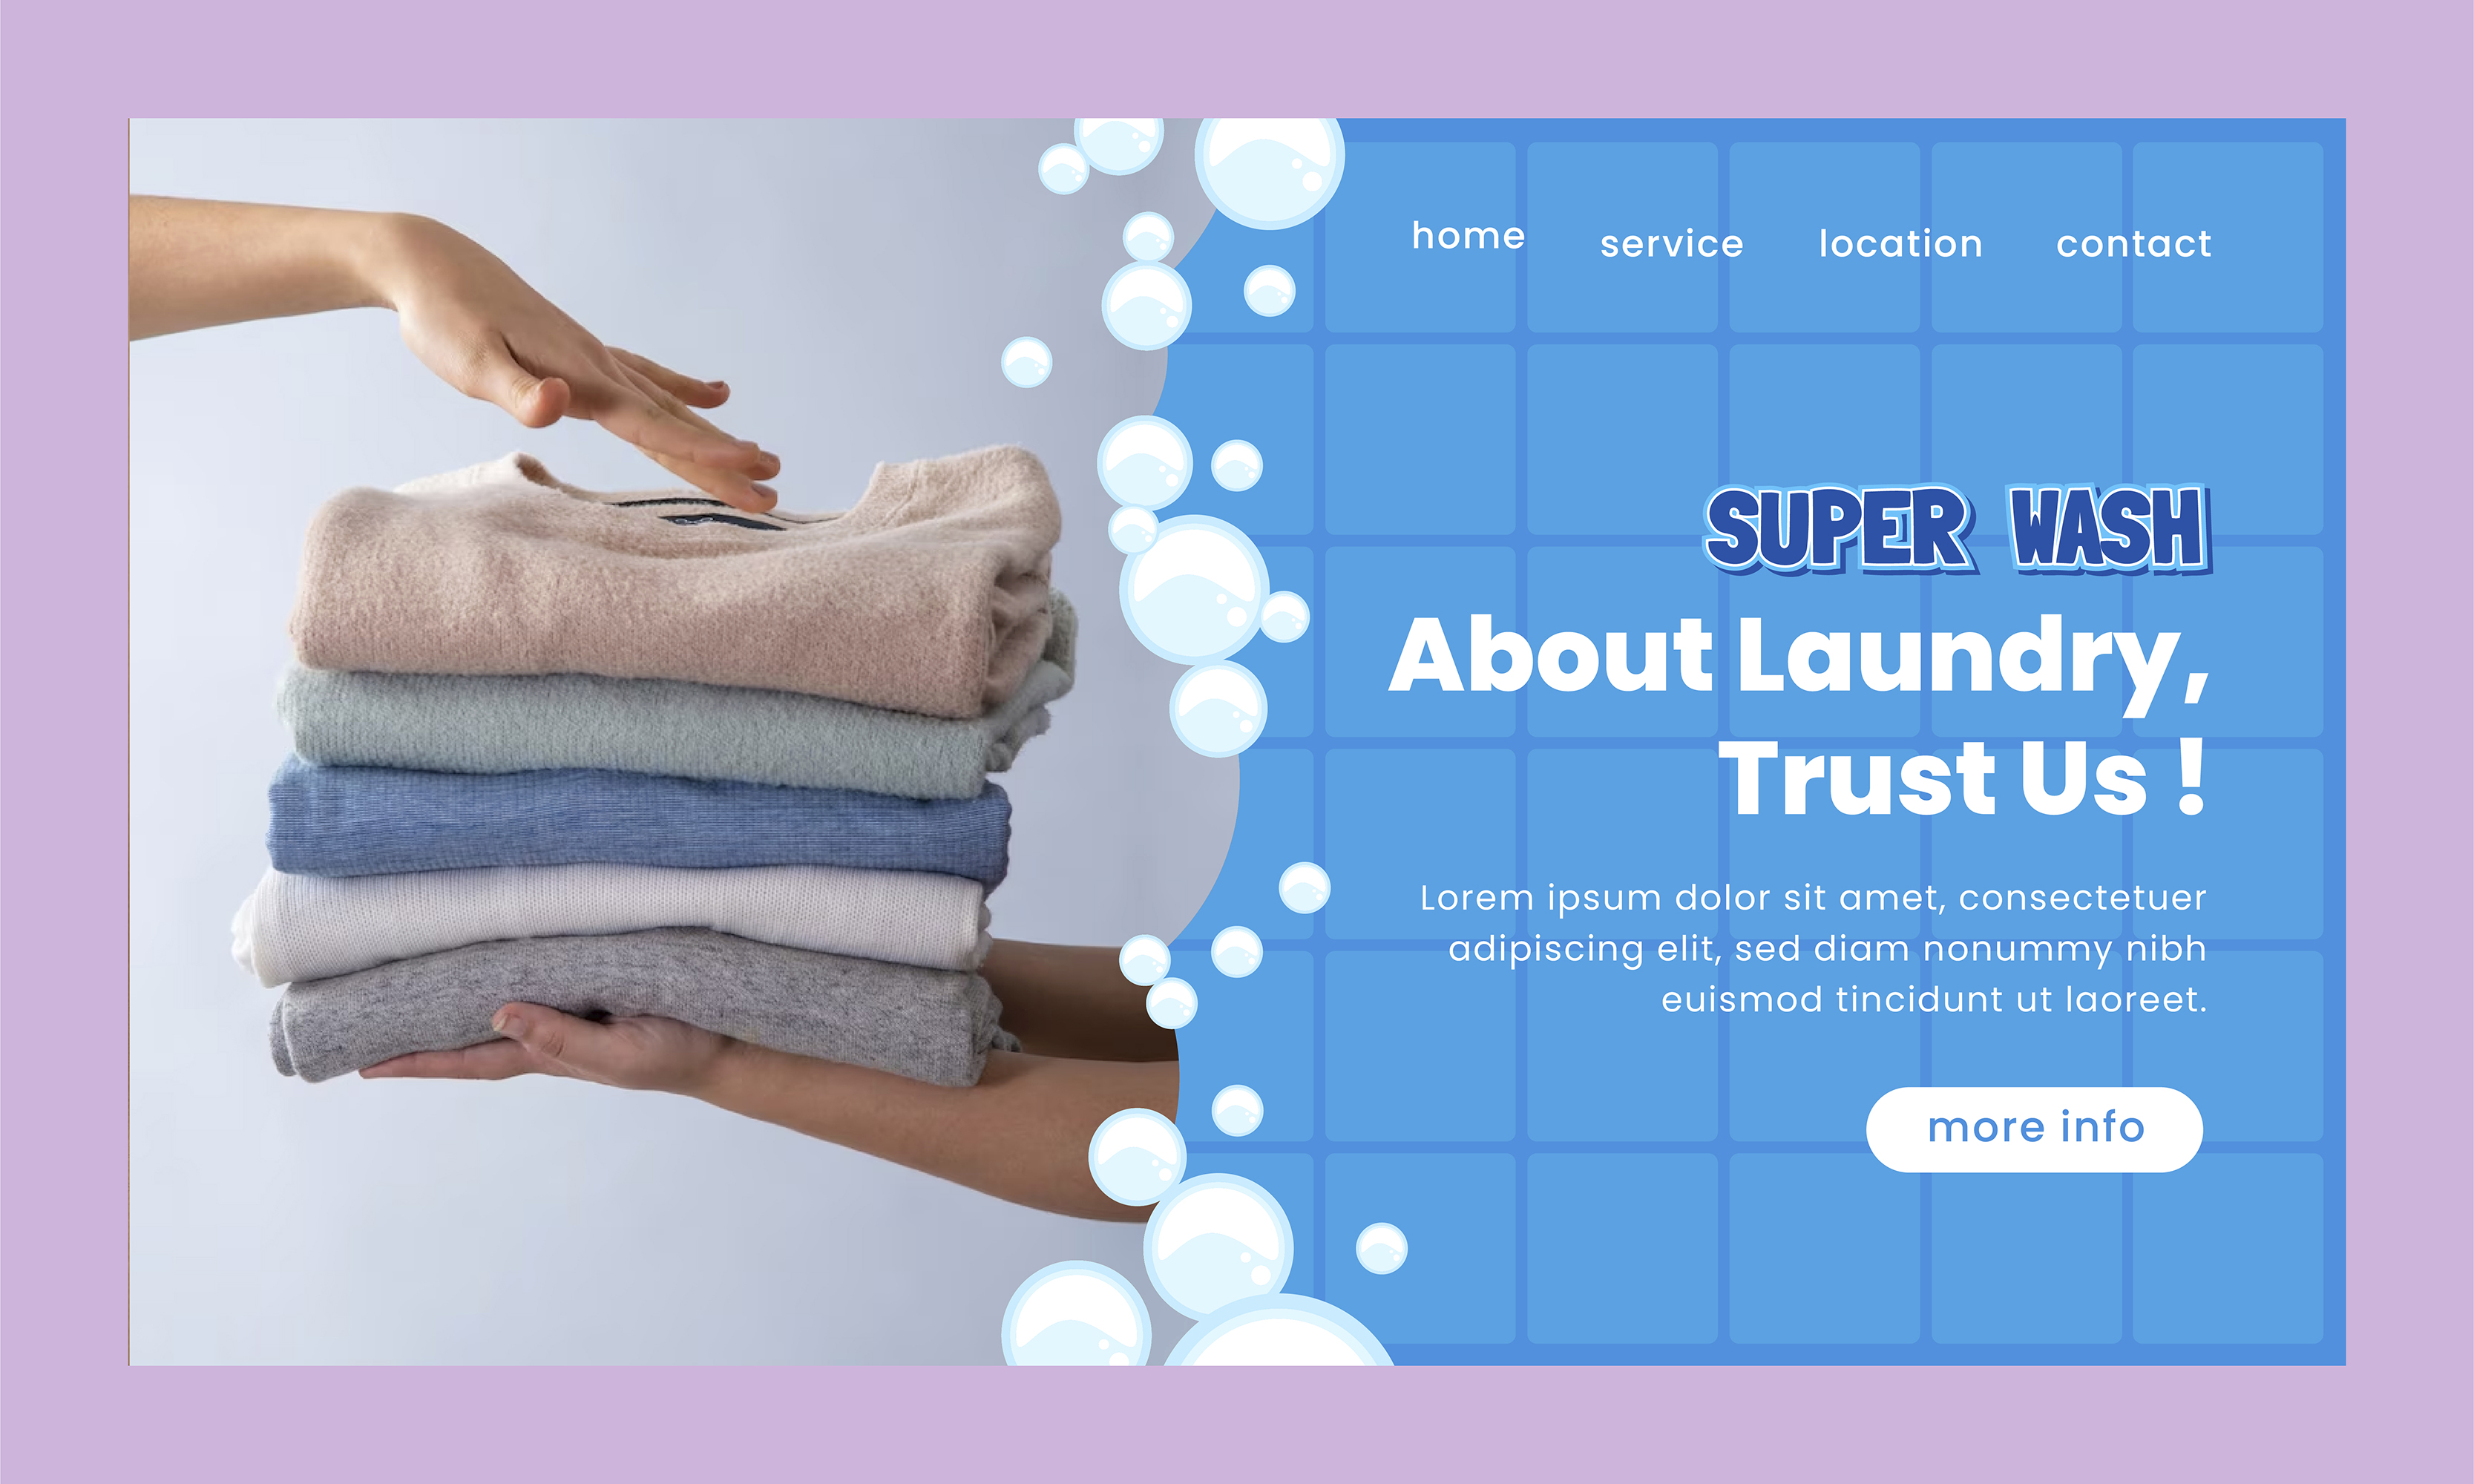 home service location contact
SUPER WASH
About Laundry,
Trust Us !
Lorem ipsum dolor sit amet, consectetuer
adipiscing elit, sed diam nonummy nibh
euismod tincidunt ut laoreet.
more info